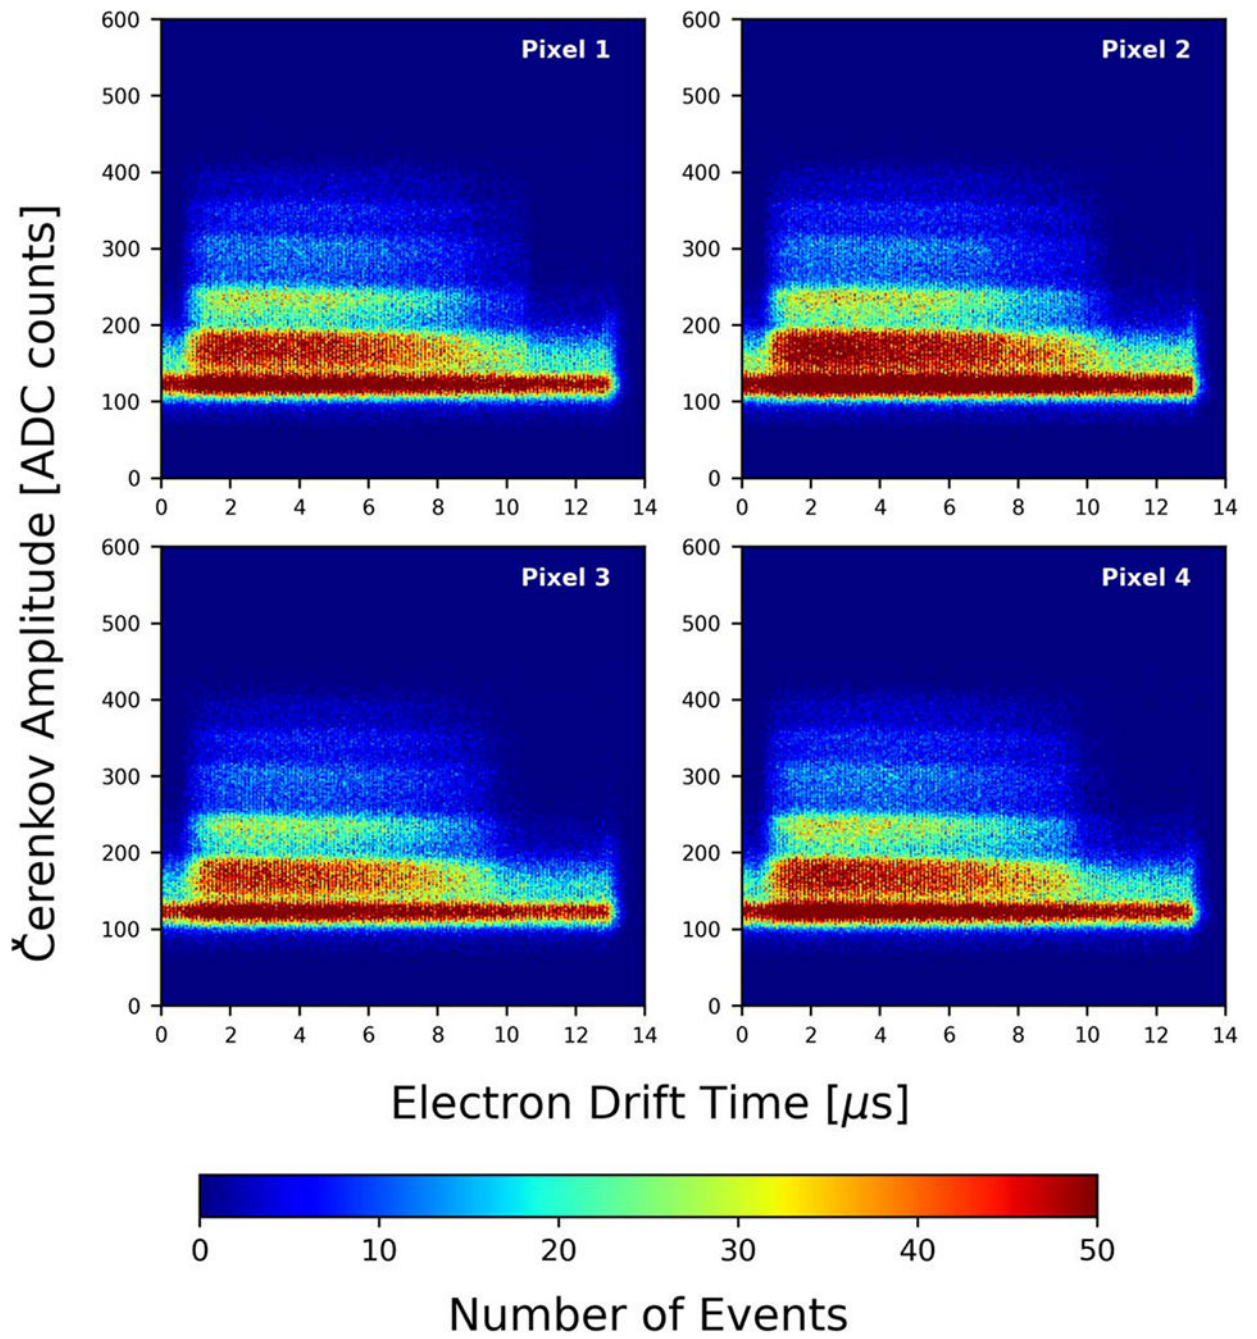 Pixel 1
Pixel 2
600
500
400
300
200
100
0
0 2 4 6 8 10 12 14
600
500
400
300
200
100
0
0 2 4 6 8 10 12 14
Pixel 3
Pixel 4
600
500
400
300
200
100
0
0 2 4 6 8 10 12 14
600
500
400
300
200
100
0
0 2 4 6 8 10 12 14
Čerenkov Amplitude [ADC counts]
Electron Drift Time [μs]
0 10 20 30 40 50
Number of Events